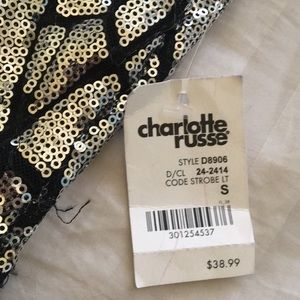 charlotte
russe®
STYLE D8906
D/CL 24-2414
CODE STROBE LT
S
301254537
$38.99